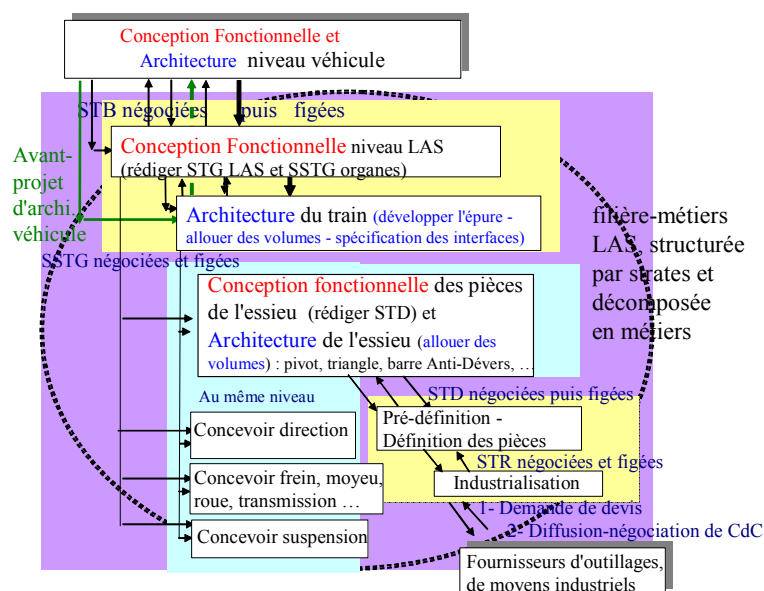 Conception Fonctionnelle et
Architecture niveau véhicule
STB négociées puis figées
Conception Fonctionnelle niveau LAS
(rédiger STG LAS et SSTG organes)
Avant-
projet
d'archi.
véhicule
Architecture du train (développer l'épure -
allouer des volumes - spécification des interfaces)
filière-métiers
LAS, structurée
par strates et
décomposée
en métiers
SSTG négociées et figées
Conception fonctionnelle des pièces
de l'essieu (rédiger STD) et
Architecture de l'essieu (allouer des
volumes) : pivot, triangle, barre Anti-Dévers, …
Au même niveau
STD négociées puis figées
Concevoir direction
Pré-définition -
Définition des pièces
STR négociées et figées
Concevoir frein, moyeu,
roue, transmission …
Industrialisation
1- Demande de devis
2- Diffusion-négociation de CdC
Concevoir suspension
Fournisseurs d'outillages,
de moyens industriels